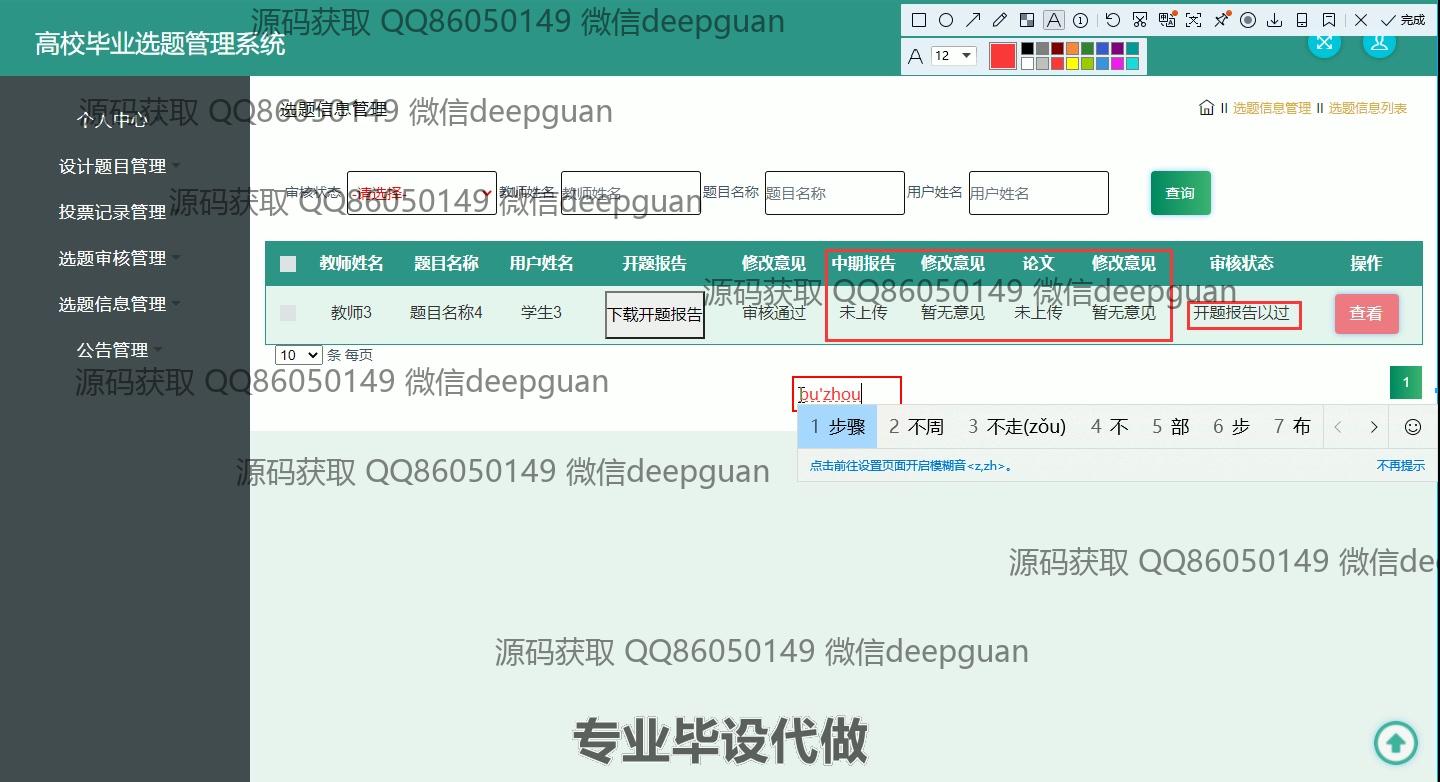 源码获取 QQ86050149 微信deepguan
高校毕业选题管理系统
A
12
完成
源码获取 QQ86050149 微信deepguan
个人中心
选题信息管理
选题信息管理
选题信息列表
设计题目管理
投票记录管理
选题审核管理
选题信息管理
公告管理
审核状态
-请选择-
教师姓名
教师姓名
题目名称
题目名称
用户姓名
用户姓名
查询
源码获取 QQ86050149 微信deepguan
教师姓名 题目名称 用户姓名 开题报告 修改意见 中期报告 修改意见 论文 修改意见 审核状态 操作
源码获取 QQ86050149 微信deepguan
教师3 题目名称4 学生3 下载开题报告 审核通过 未上传 暂无意见 未上传 暂无意见 开题报告以过 查看
10 条 每页
源码获取 QQ86050149 微信deepguan
1
bu'zhou
1 步骤 2 不周 3 不走(zǒu) 4 不 5 部 6 步 7 布
点击前往设置页面开启模糊音<z,zh>。 不再提示
源码获取 QQ86050149 微信deepguan
源码获取 QQ86050149 微信dee
源码获取 QQ86050149 微信deepguan
专业毕设代做